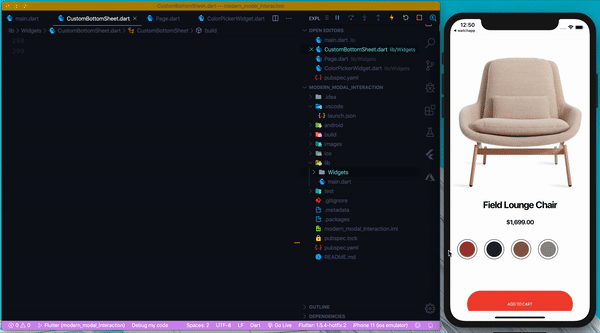 CustomBottomSheet.dart — modern_modal_interaction
main.dart
CustomBottomSheet.dart
Page.dart
ColorPickerWidget.dart
EXPL
lib > Widgets > CustomBottomSheet.dart > CustomBottomSheet > build
298
299
OPEN EDITORS
main.dart lib
CustomBottomSheet.dart lib/Widgets
Page.dart lib/Widgets
ColorPickerWidget.dart lib/Widgets
pubspec.yaml
MODERN_MODAL_INTERACTION
.idea
.vscode
launch.json
android
build
images
ios
lib
Widgets
main.dart
test
.gitignore
.metadata
.packages
modern_modal_interaction.iml
pubspec.lock
pubspec.yaml
README.md
OUTLINE
DEPENDENCIES
0 0
Flutter (modern_modal_interaction)
Debug my code
Spaces: 2
UTF-8
LF
Dart
Go Live
Flutter: 1.5.4-hotfix.2
iPhone 11 (ios emulator)
12:50
watchapp
Field Lounge Chair
$1,699.00
ADD TO CART